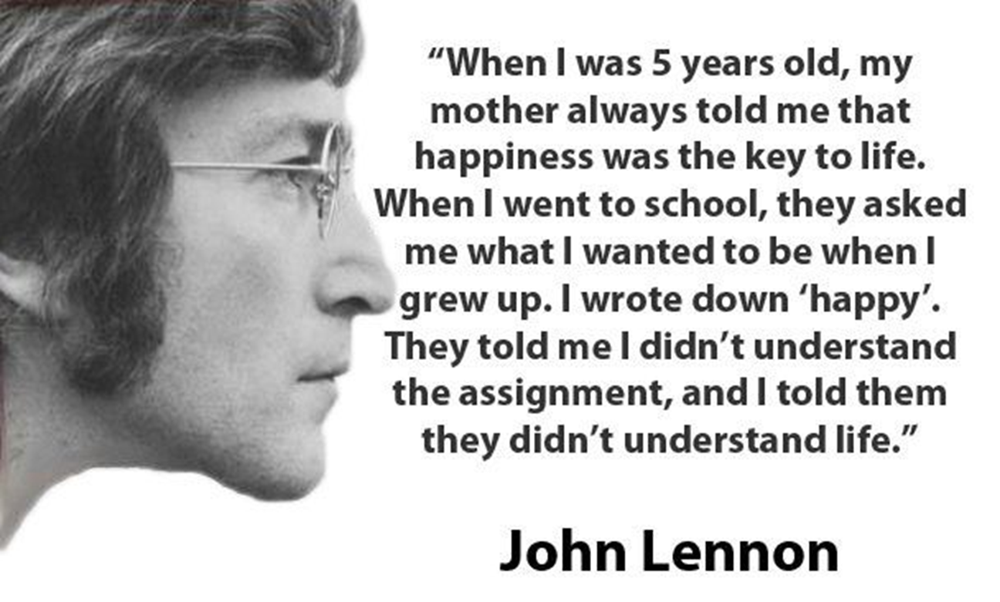 “When I was 5 years old, my
mother always told me that
happiness was the key to life.
When I went to school, they asked
me what I wanted to be when I
grew up. I wrote down ‘happy’.
They told me I didn’t understand
the assignment, and I told them
they didn’t understand life.”
John Lennon